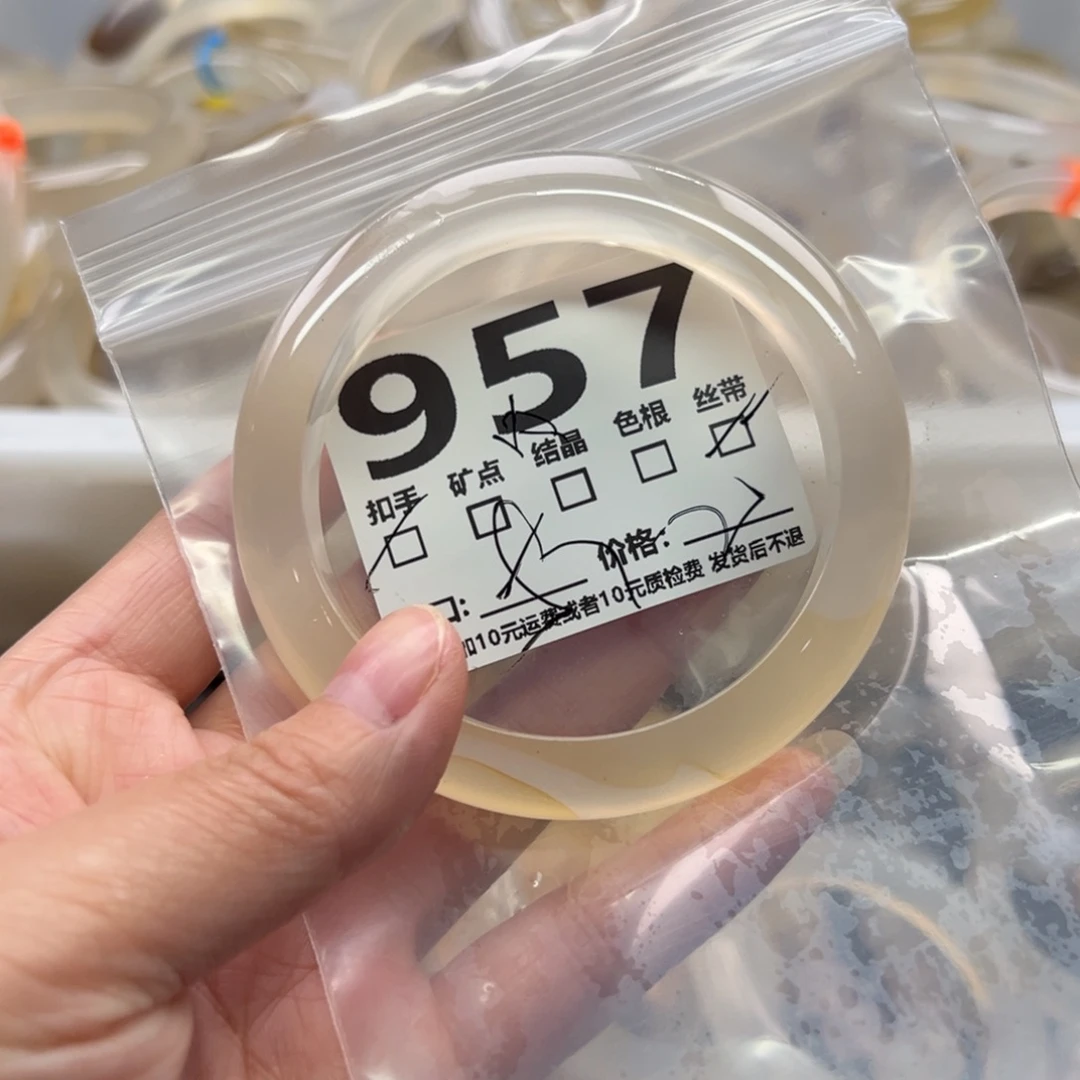 957
扣手 矿点 结晶 色根 丝带
口: 价格:
扣10元运费或者10元质检费 发货后不退